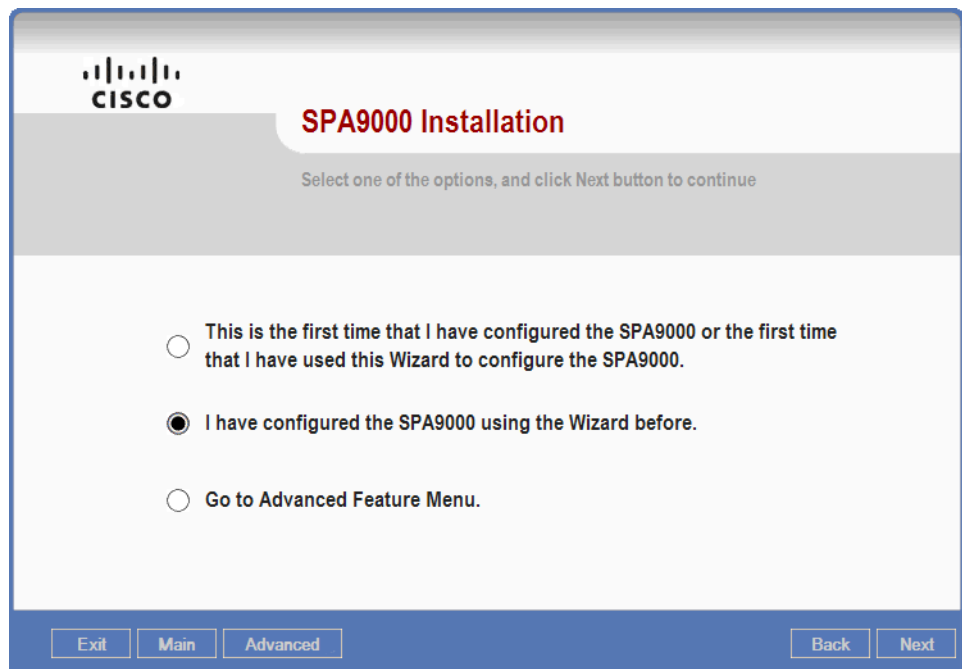 CISCO
SPA9000 Installation
Select one of the options, and click Next button to continue
This is the first time that I have configured the SPA9000 or the first time
that I have used this Wizard to configure the SPA9000.
I have configured the SPA9000 using the Wizard before.
Go to Advanced Feature Menu.
Exit Main Advanced Back Next